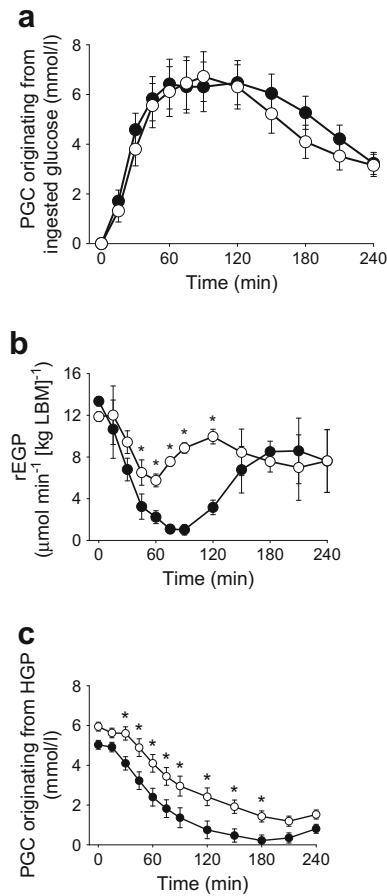 a
PGC originating from
ingested glucose (mmol/l)
8
6
4
2
0
0 60 120 180 240
Time (min)
b
rEGP
(μmol min⁻¹ [kg LBM]⁻¹)
16
12
8
4
0
* * * * *
0 60 120 180 240
Time (min)
c
PGC originating from HGP
(mmol/l)
8
6
4
2
0
* * * * * * * *
0 60 120 180 240
Time (min)